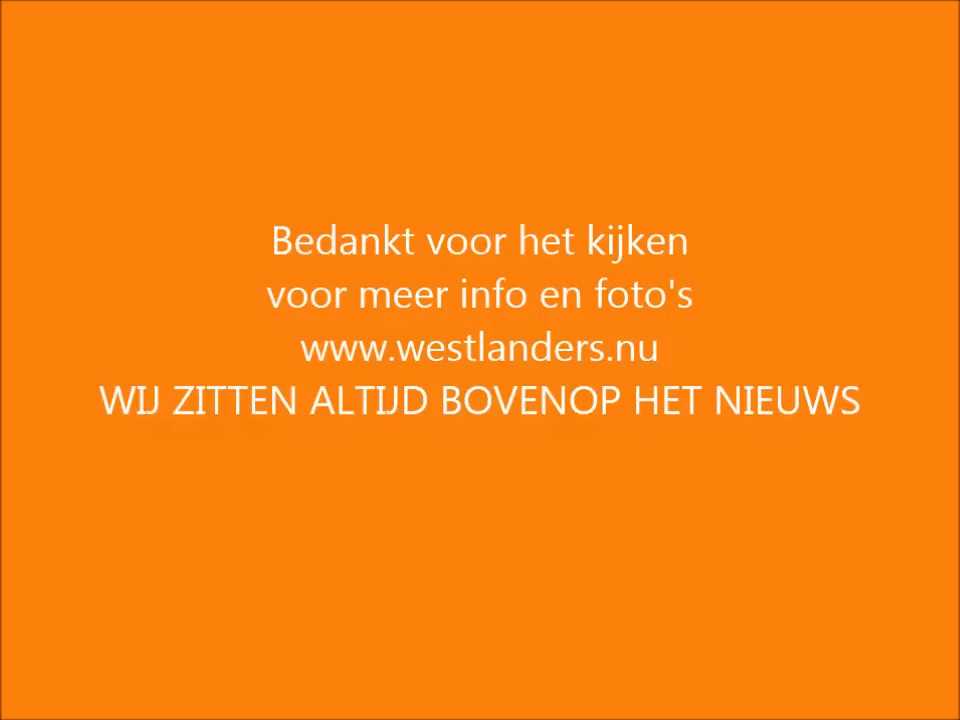 Bedankt voor het kijken
voor meer info en foto's
www.westlanders.nu
WIJ ZITTEN ALTIJD BOVENOP HET NIEUWS